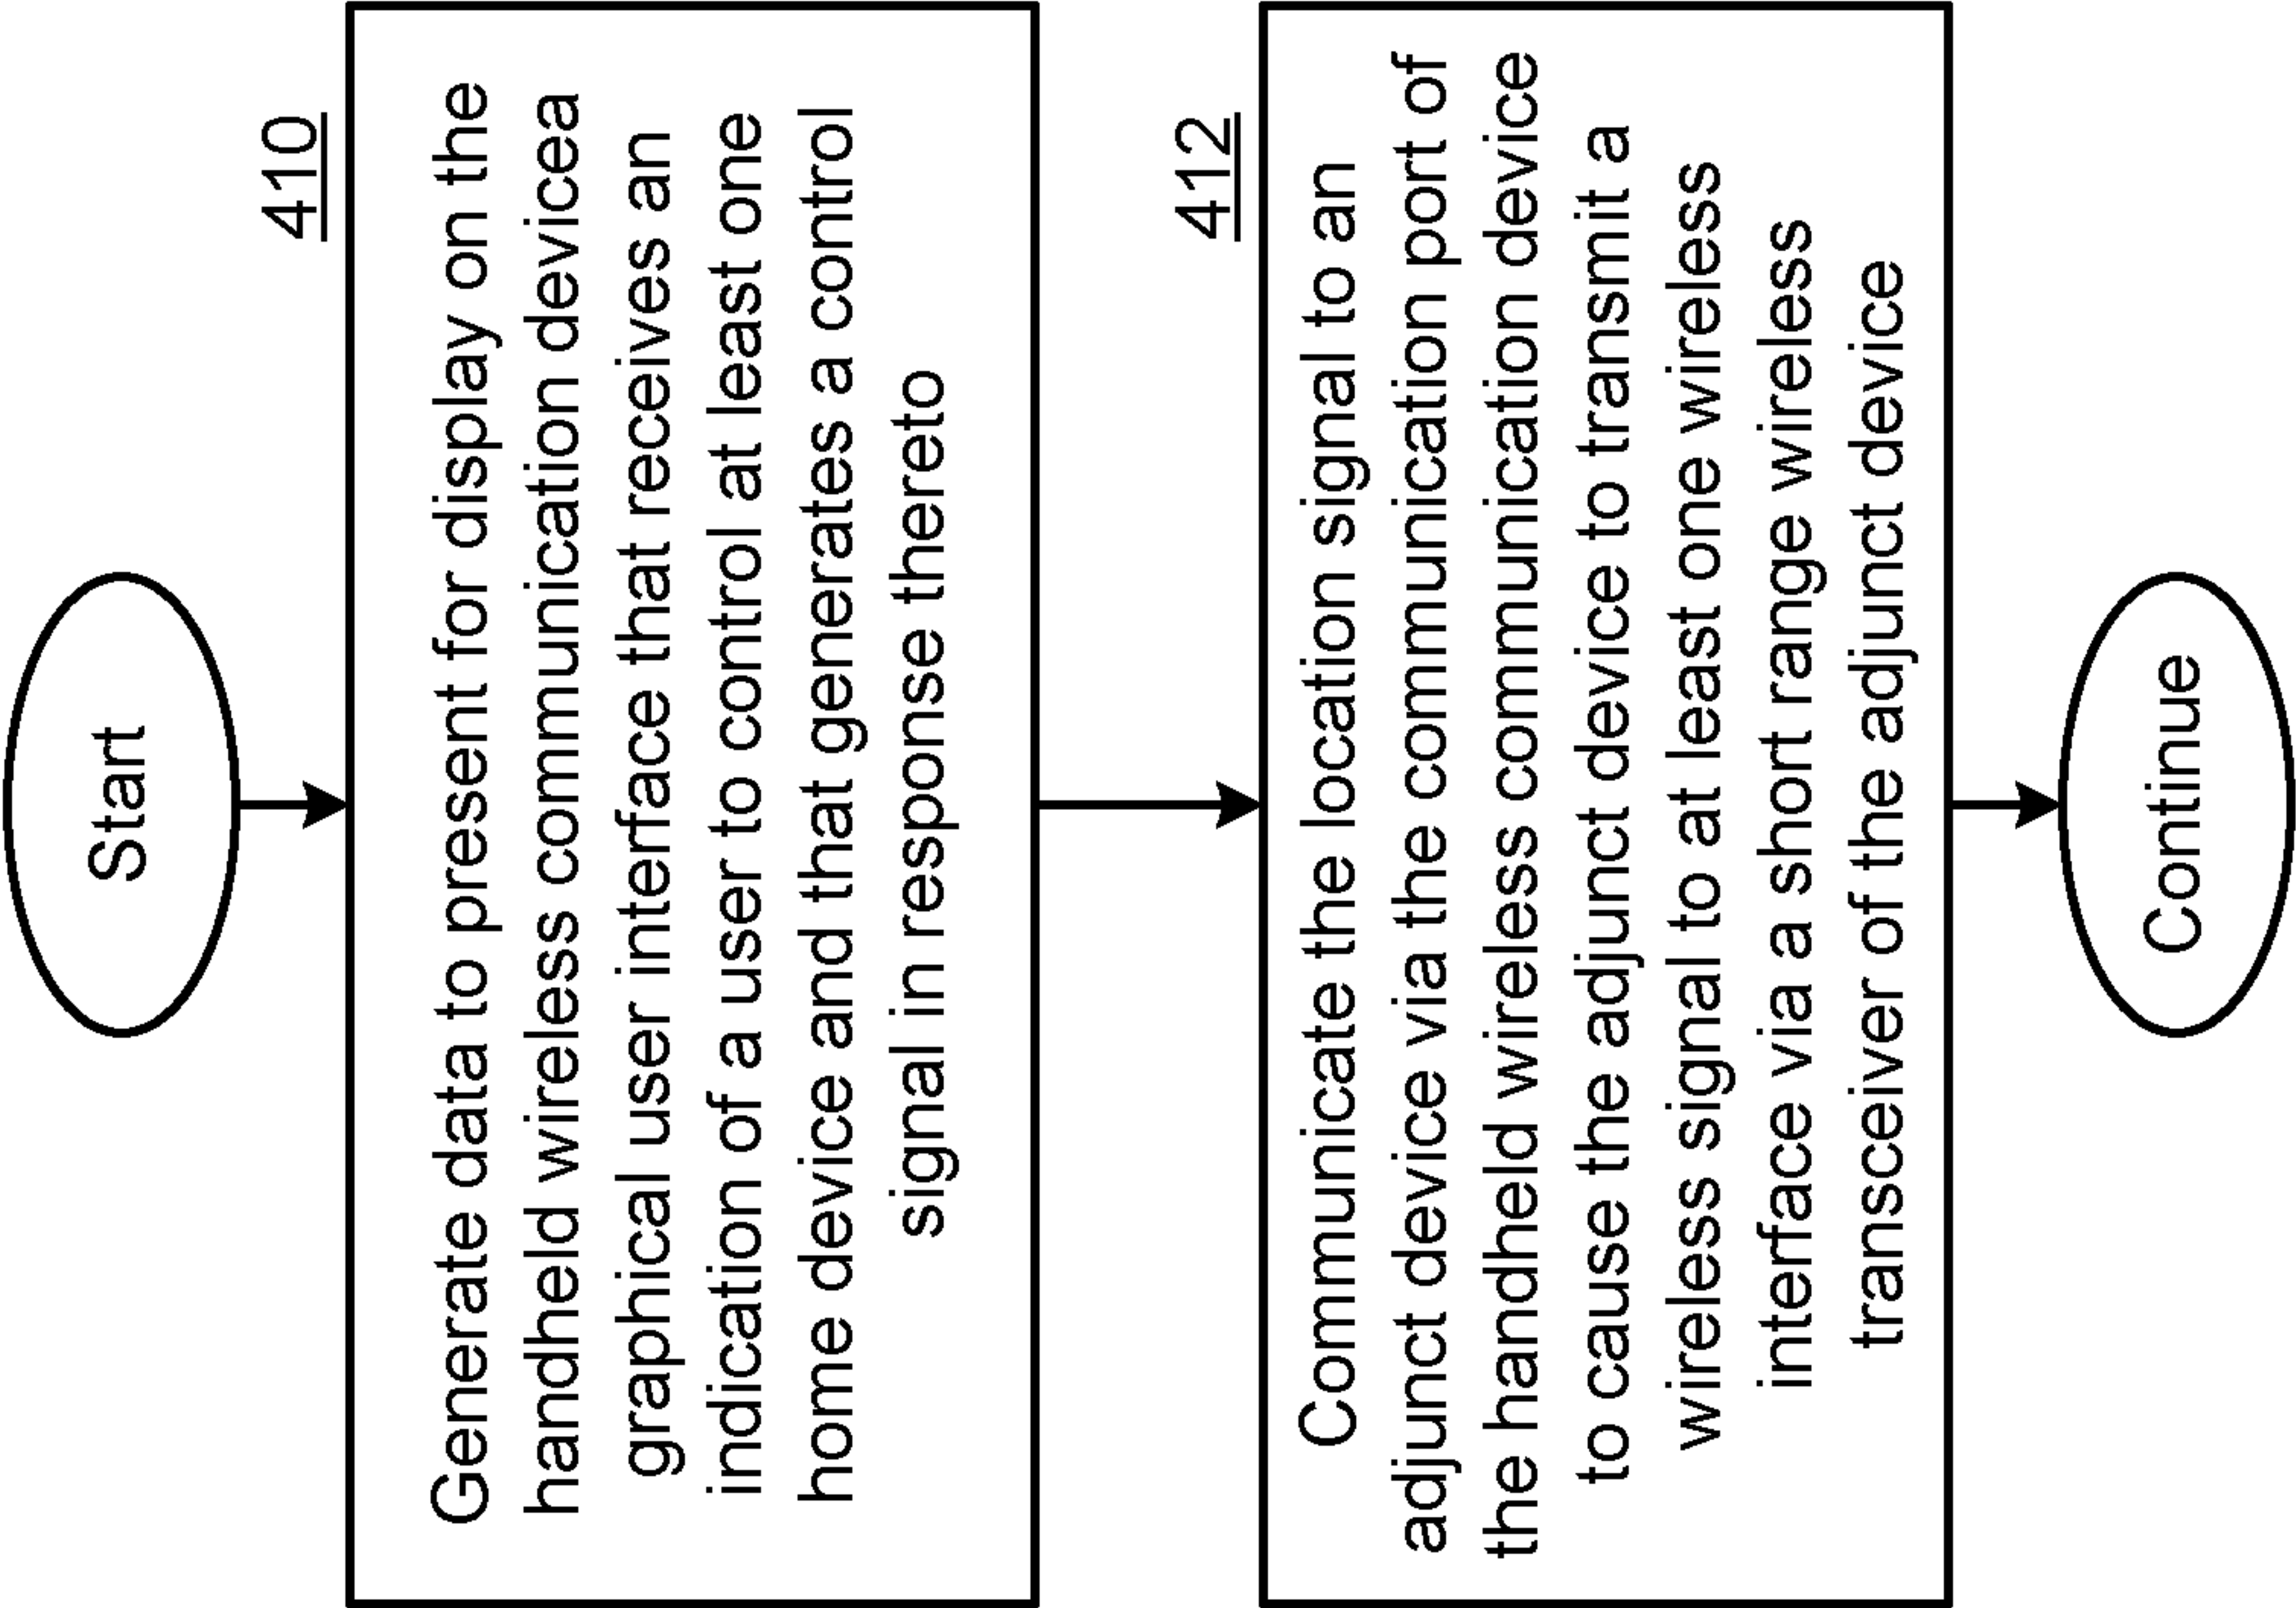 Start
410
Generate data to present for display on the
handheld wireless communication devicea
graphical user interface that receives an
indication of a user to control at least one
home device and that generates a control
signal in response thereto
412
Communicate the location signal to an
adjunct device via the communication port of
the handheld wireless communication device
to cause the adjunct device to transmit a
wireless signal to at least one wireless
interface via a short range wireless
transceiver of the adjunct device
Continue